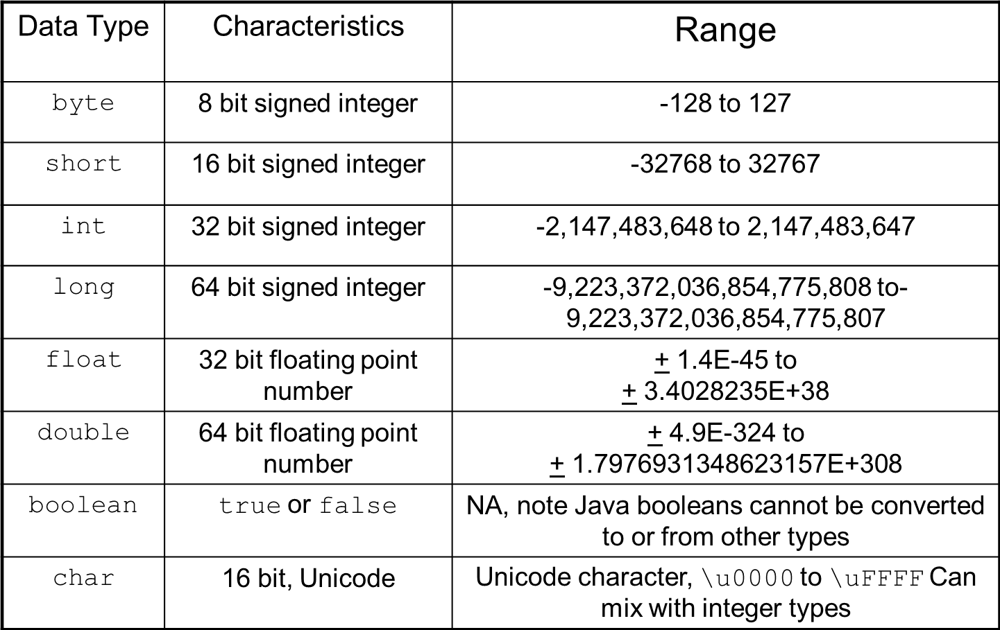 Data Type Characteristics Range
byte 8 bit signed integer -128 to 127
short 16 bit signed integer -32768 to 32767
int 32 bit signed integer -2,147,483,648 to 2,147,483,647
long 64 bit signed integer -9,223,372,036,854,775,808 to-
9,223,372,036,854,775,807
float 32 bit floating point ± 1.4E-45 to
number ± 3.4028235E+38
double 64 bit floating point ± 4.9E-324 to
number ± 1.7976931348623157E+308
boolean true or false NA, note Java booleans cannot be converted
to or from other types
char 16 bit, Unicode Unicode character, \u0000 to \uFFFF Can
mix with integer types